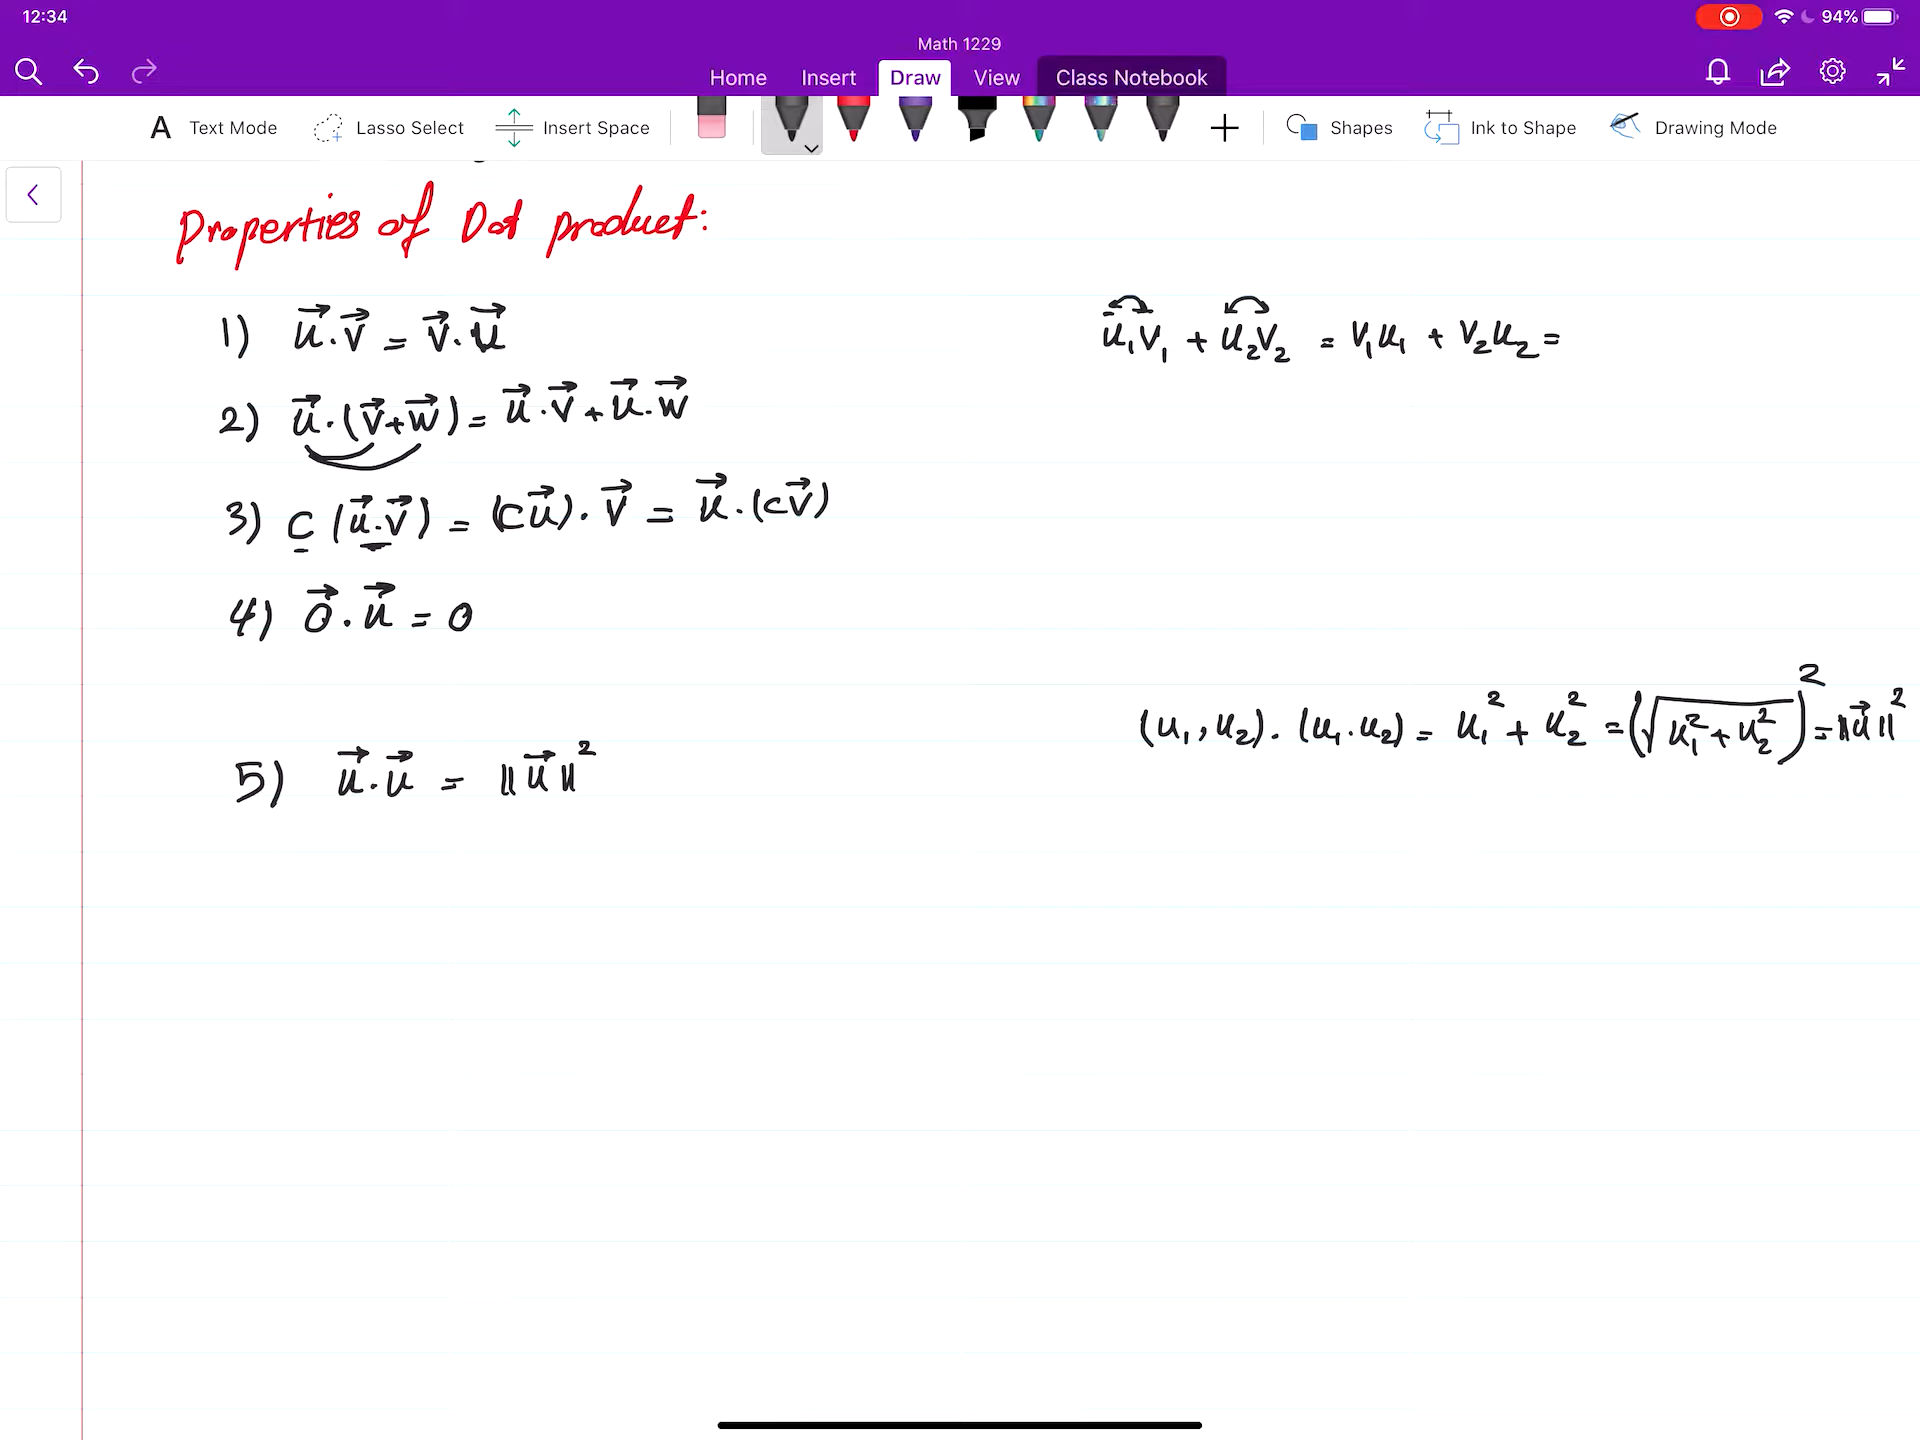 12:34
94%
Math 1229
Home Insert Draw View Class Notebook
A Text Mode Lasso Select Insert Space Shapes Ink to Shape Drawing Mode
Properties of Dot product:
1) u⃗·v⃗ = v⃗·u⃗
u₁v₁ + u₂v₂ = v₁u₁ + v₂u₂ =
2) u⃗·(v⃗+w⃗) = u⃗·v⃗ + u⃗·w⃗
3) c(u⃗·v⃗) = (cu⃗)·v⃗ = u⃗·(cv⃗)
4) 0⃗·u⃗ = 0
(u₁,u₂)·(u₁·u₂) = u₁² + u₂² = (√(u₁²+u₂²))² = ‖u⃗‖²
5) u⃗·u⃗ = ‖u⃗‖²